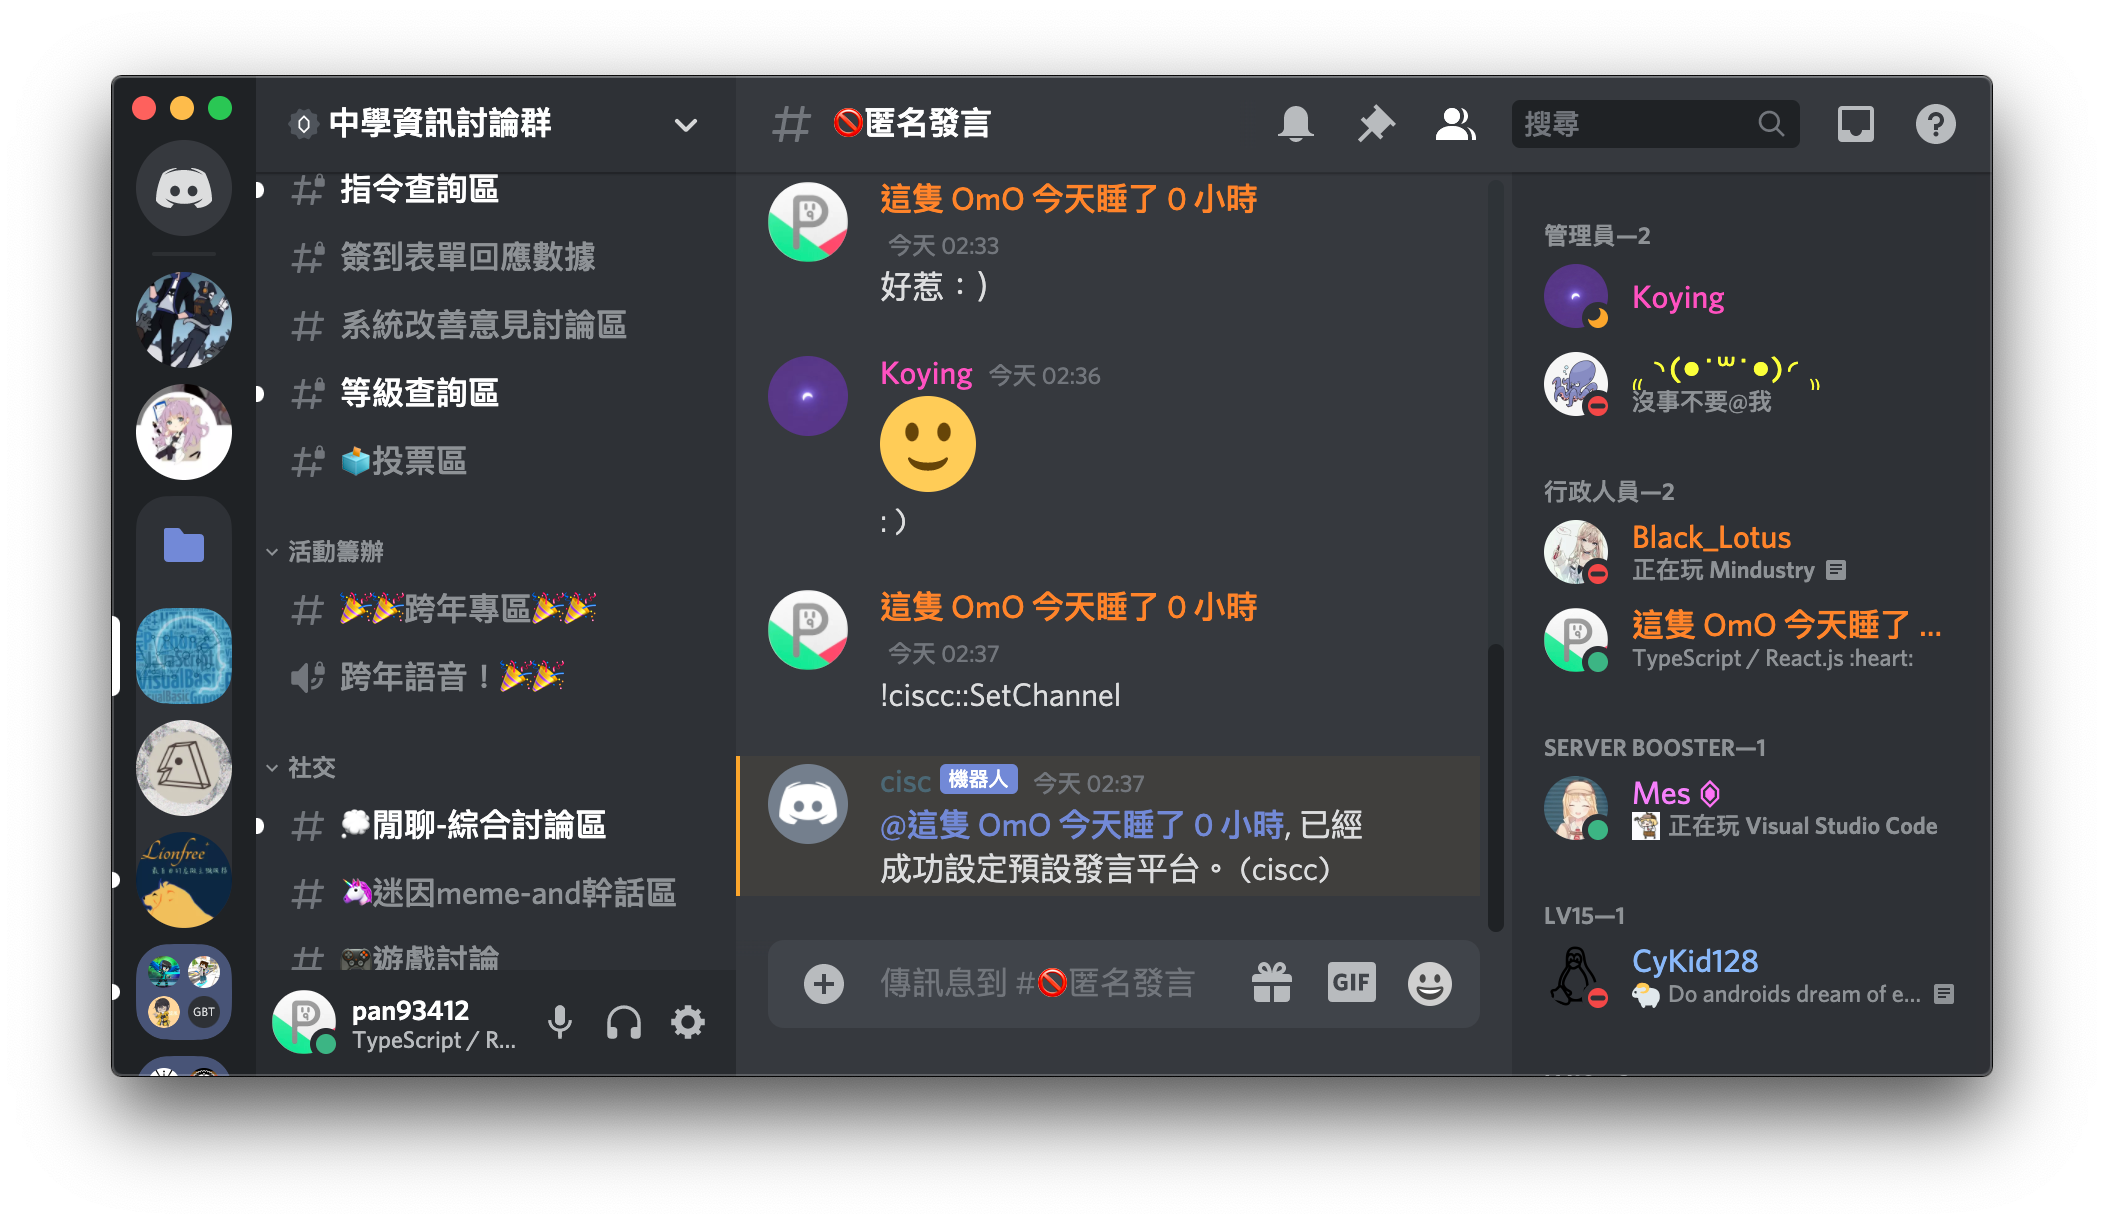 中學資訊討論群
指令查詢區
簽到表單回應數據
系統改善意見討論區
等級查詢區
🗳️投票區
活動籌辦
🎉🎉跨年專區🎉🎉
跨年語音！🎉🎉
社交
💭閒聊-綜合討論區
🦄迷因meme-and幹話區
🎮遊戲討論
Lionfree
GBT
pan93412
TypeScript / R...
# 🚫匿名發言
搜尋
這隻 OmO 今天睡了 0 小時
今天 02:33
好惹：)
Koying 今天 02:36
🙂
: )
這隻 OmO 今天睡了 0 小時
今天 02:37
!ciscc::SetChannel
cisc 機器人 今天 02:37
@這隻 OmO 今天睡了 0 小時, 已經
成功設定預設發言平台。 (ciscc)
傳訊息到 #🚫匿名發言
GIF
管理員—2
Koying
₍₍ ◝(●˙꒳˙●)◜ ₎₎
沒事不要@我
行政人員—2
Black_Lotus
正在玩 Mindustry
這隻 OmO 今天睡了 ...
TypeScript / React.js :heart:
SERVER BOOSTER—1
Mes
正在玩 Visual Studio Code
LV15—1
CyKid128
🐑 Do androids dream of e...